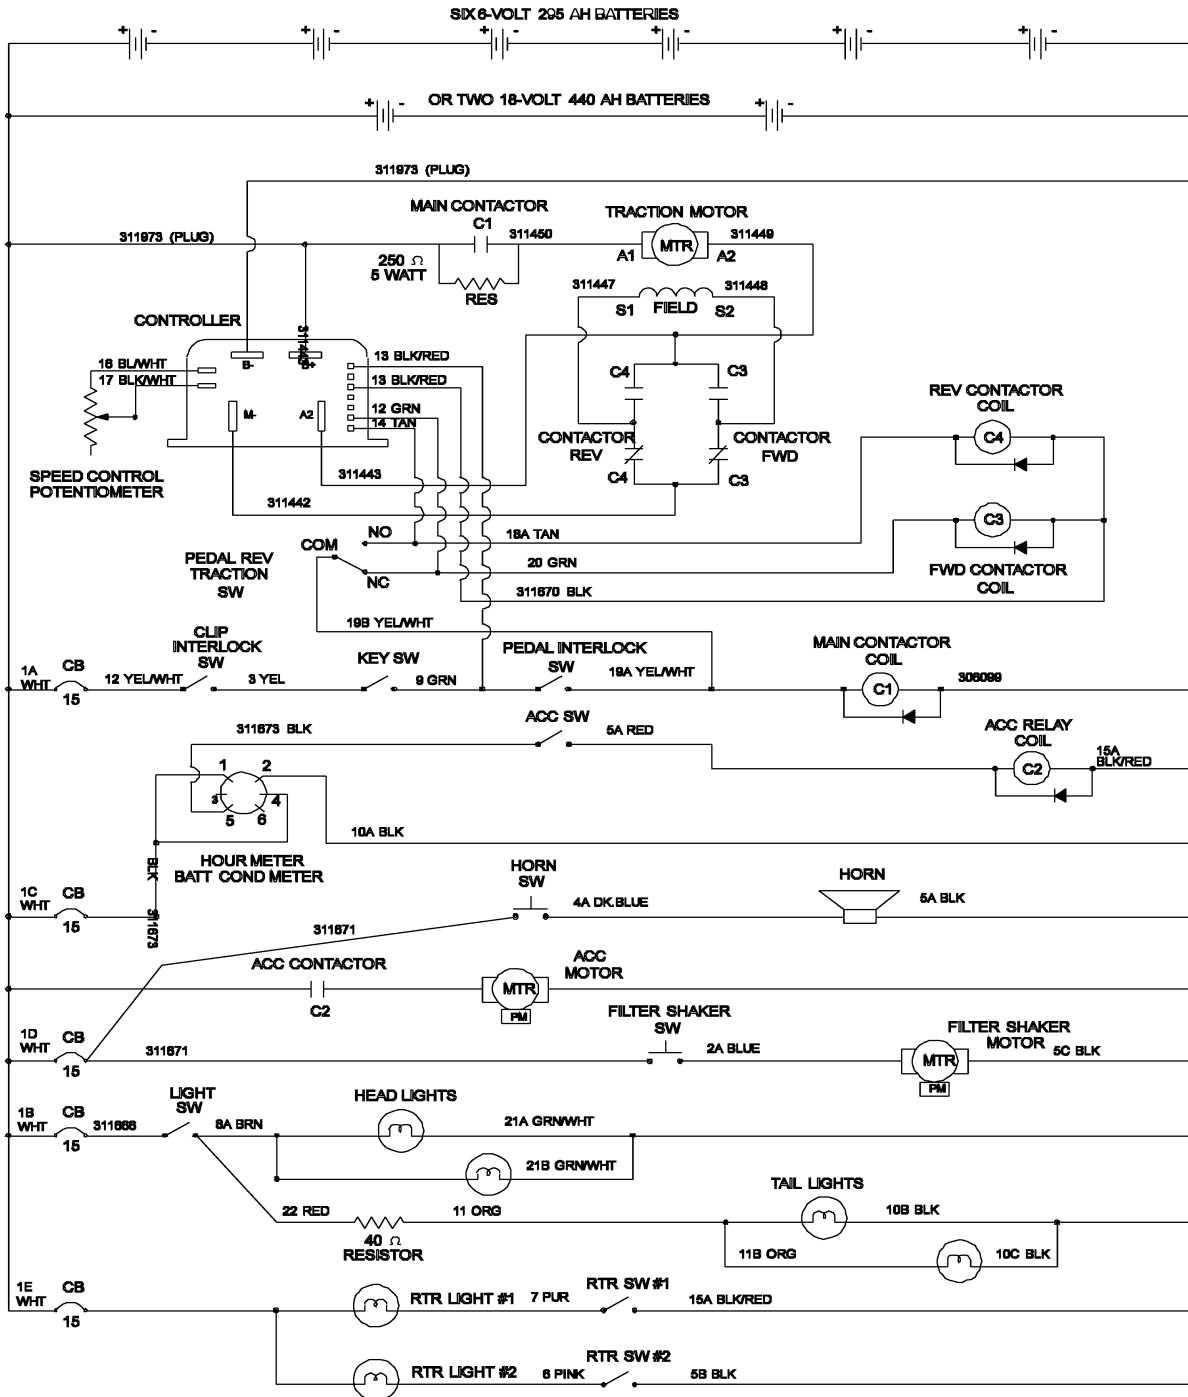 SIX 6-VOLT 295 AH BATTERIES
+ - + - + - + - + - + -
OR TWO 18-VOLT 440 AH BATTERIES
+ - + -
311973 (PLUG)
MAIN CONTACTOR
C1
TRACTION MOTOR
311973 (PLUG)
311450
MTR
311449
A1
A2
250 Ω
5 WATT
RES
311447
311448
S1
FIELD
S2
CONTROLLER
B-
B+
13 BLK/RED
16 BL/WHT
17 BLK/WHT
13 BLK/RED
12 GRN
14 TAN
M-
A2
C4
C3
CONTACTOR
REV
CONTACTOR
FWD
C4
C3
REV CONTACTOR
COIL
C4
SPEED CONTROL
POTENTIOMETER
311443
311442
C3
FWD CONTACTOR
COIL
NO
18A TAN
COM
PEDAL REV
TRACTION
SW
NC
20 GRN
311670 BLK
19B YEL/WHT
CLIP
INTERLOCK
SW
KEY SW
PEDAL INTERLOCK
SW
MAIN CONTACTOR
COIL
1A
WHT
CB
15
12 YEL/WHT
3 YEL
9 GRN
19A YEL/WHT
C1
306099
ACC SW
311673 BLK
5A RED
ACC RELAY
COIL
C2
15A
BLK/RED
1
2
3
4
5
6
10A BLK
HOUR METER
BATT COND METER
BLK
311673
1C
WHT
CB
15
HORN
SW
4A DK.BLUE
HORN
5A BLK
311671
ACC CONTACTOR
C2
ACC
MOTOR
MTR
PM
1D
WHT
CB
15
311671
FILTER SHAKER
SW
2A BLUE
FILTER SHAKER
MOTOR
MTR
PM
5C BLK
1B
WHT
CB
15
311666
LIGHT
SW
8A BRN
HEAD LIGHTS
21A GRN/WHT
21B GRN/WHT
TAIL LIGHTS
22 RED
40 Ω
RESISTOR
11 ORG
10B BLK
11B ORG
10C BLK
1E
WHT
CB
15
RTR LIGHT #1
7 PUR
RTR SW #1
15A BLK/RED
RTR LIGHT #2
6 PINK
RTR SW #2
5B BLK